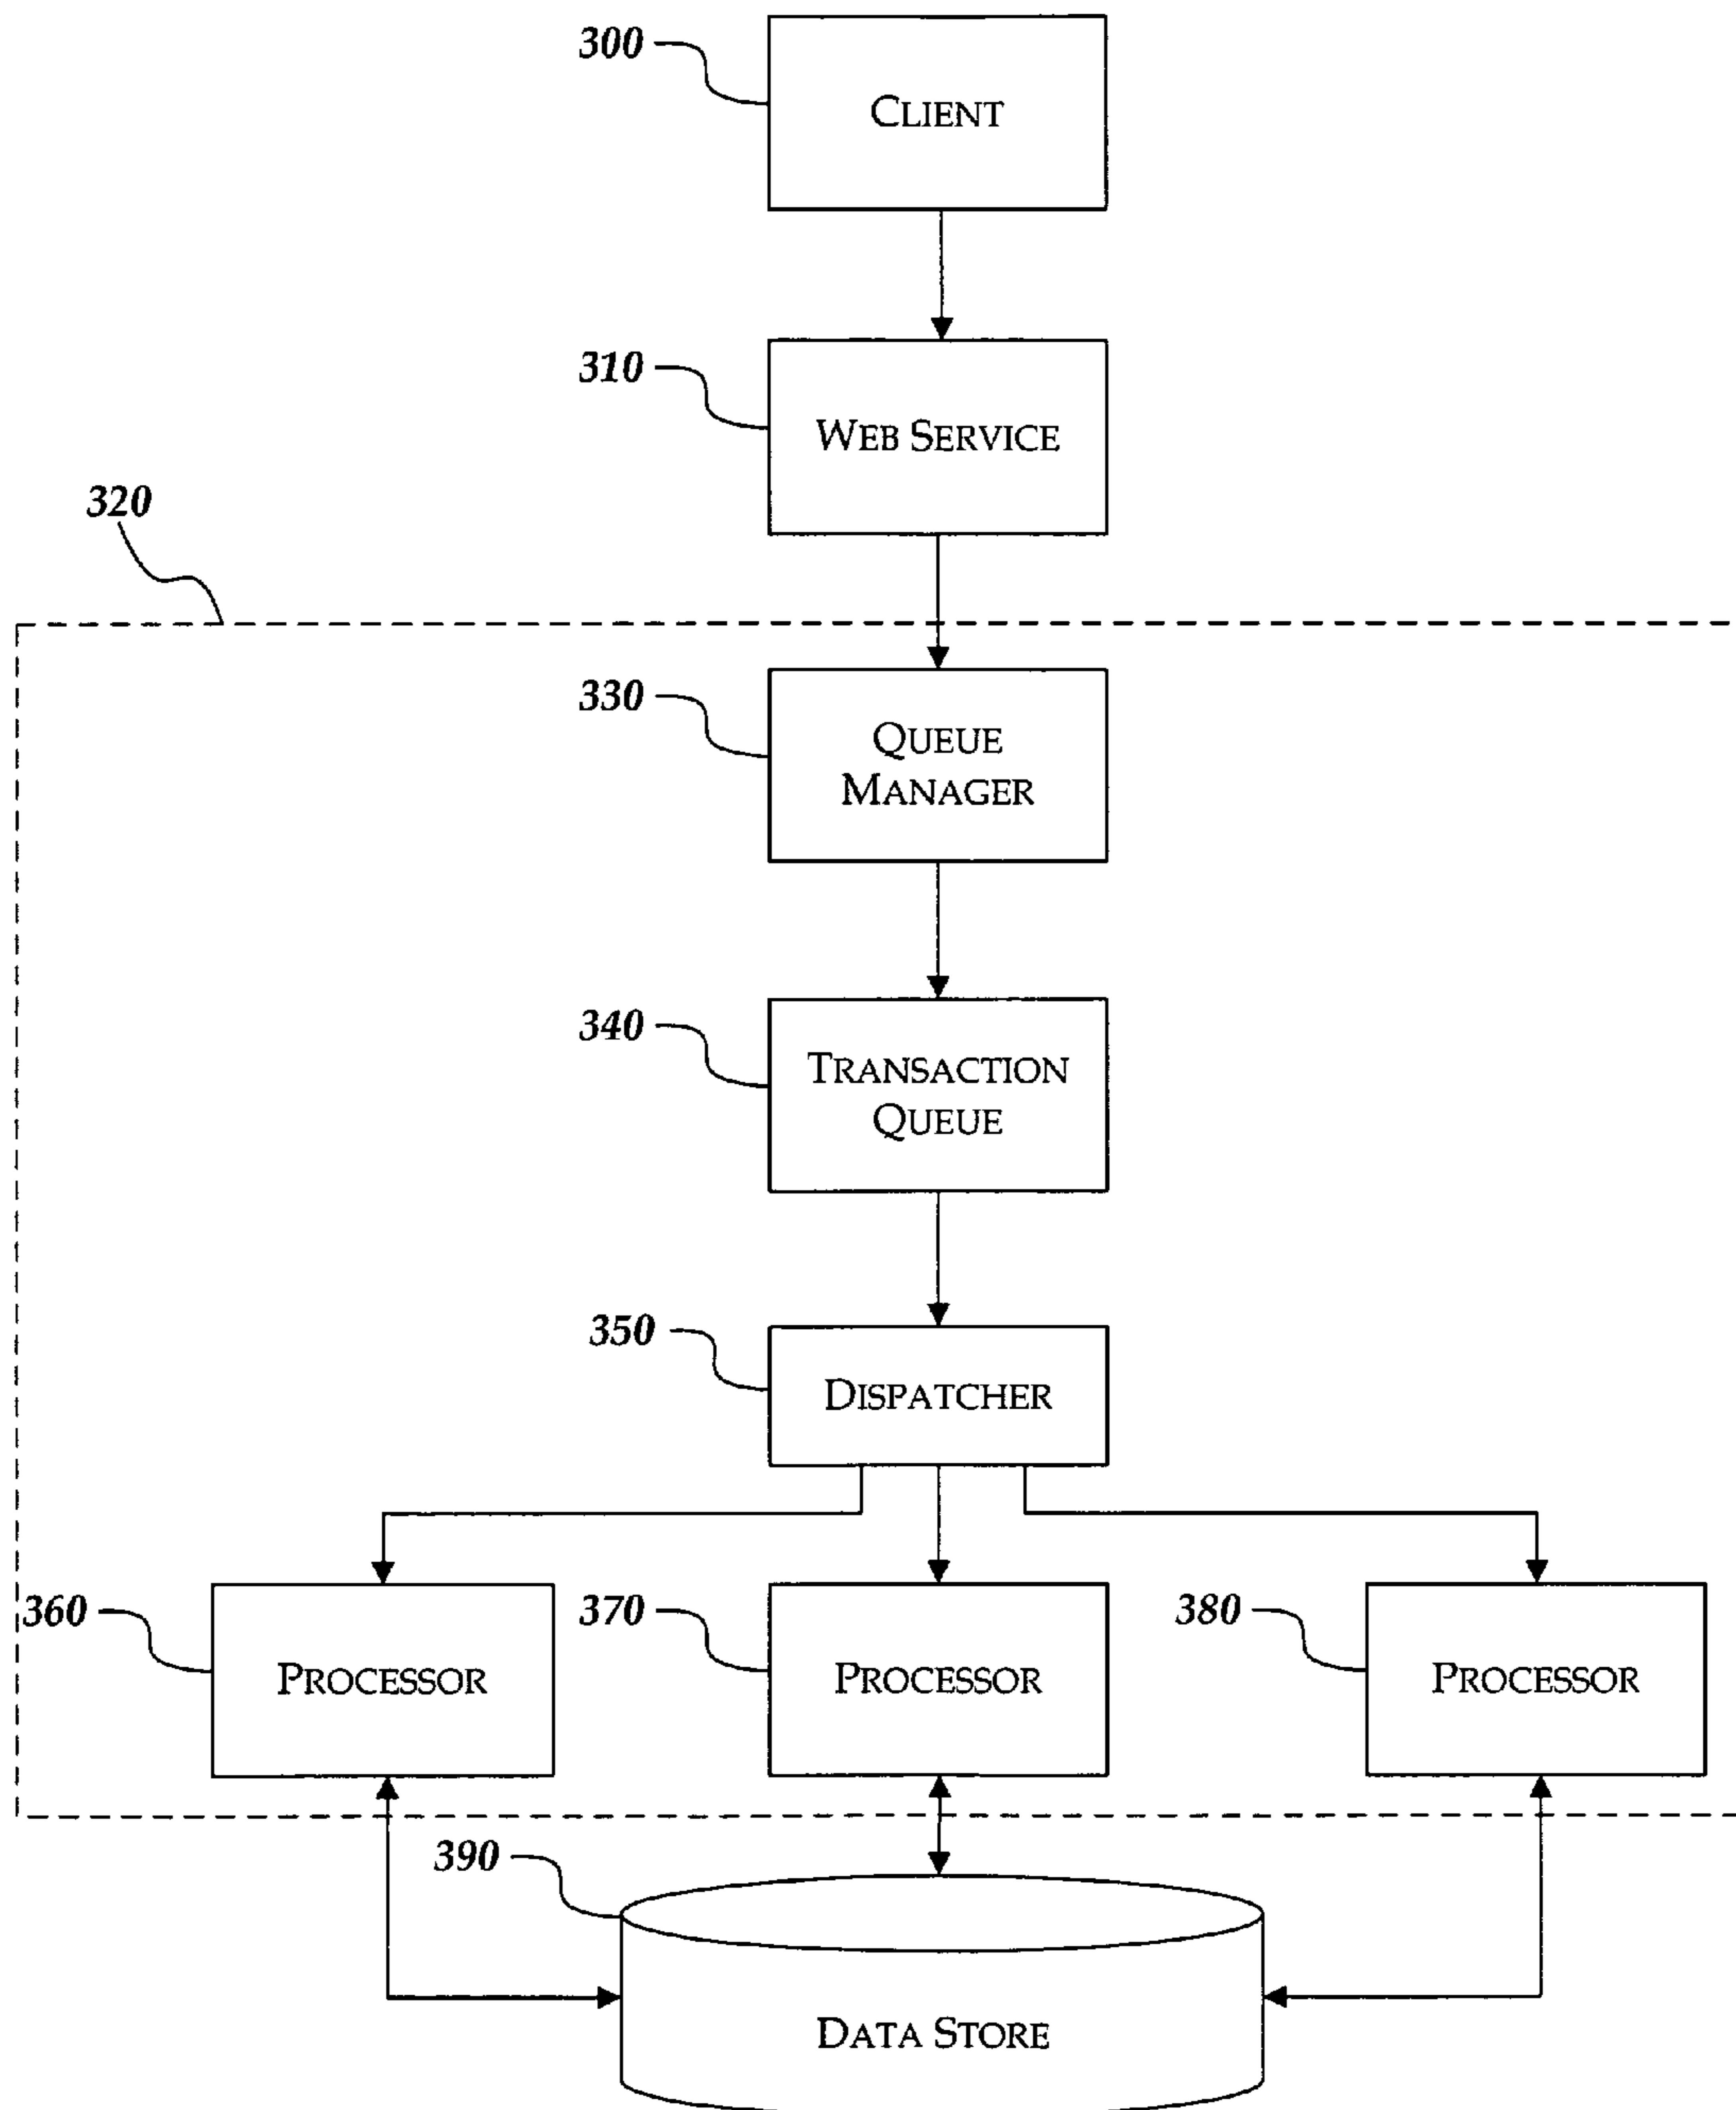 300
CLIENT
310
WEB SERVICE
320
330
QUEUE
MANAGER
340
TRANSACTION
QUEUE
350
DISPATCHER
360
PROCESSOR
370
PROCESSOR
380
PROCESSOR
390
DATA STORE